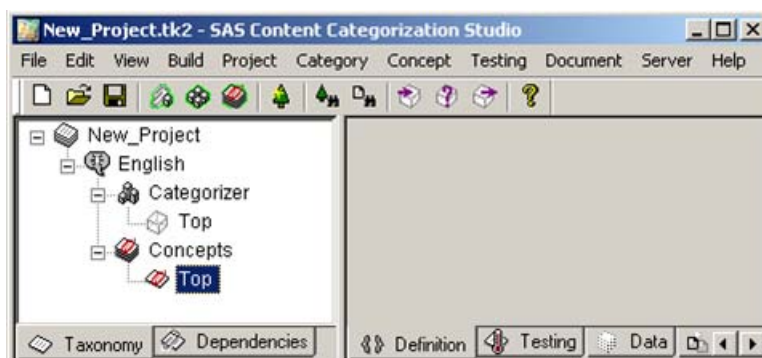 New_Project.tk2 - SAS Content Categorization Studio
File Edit View Build Project Category Concept Testing Document Server Help
New_Project
English
Categorizer
Top
Concepts
Top
Taxonomy Dependencies Definition Testing Data